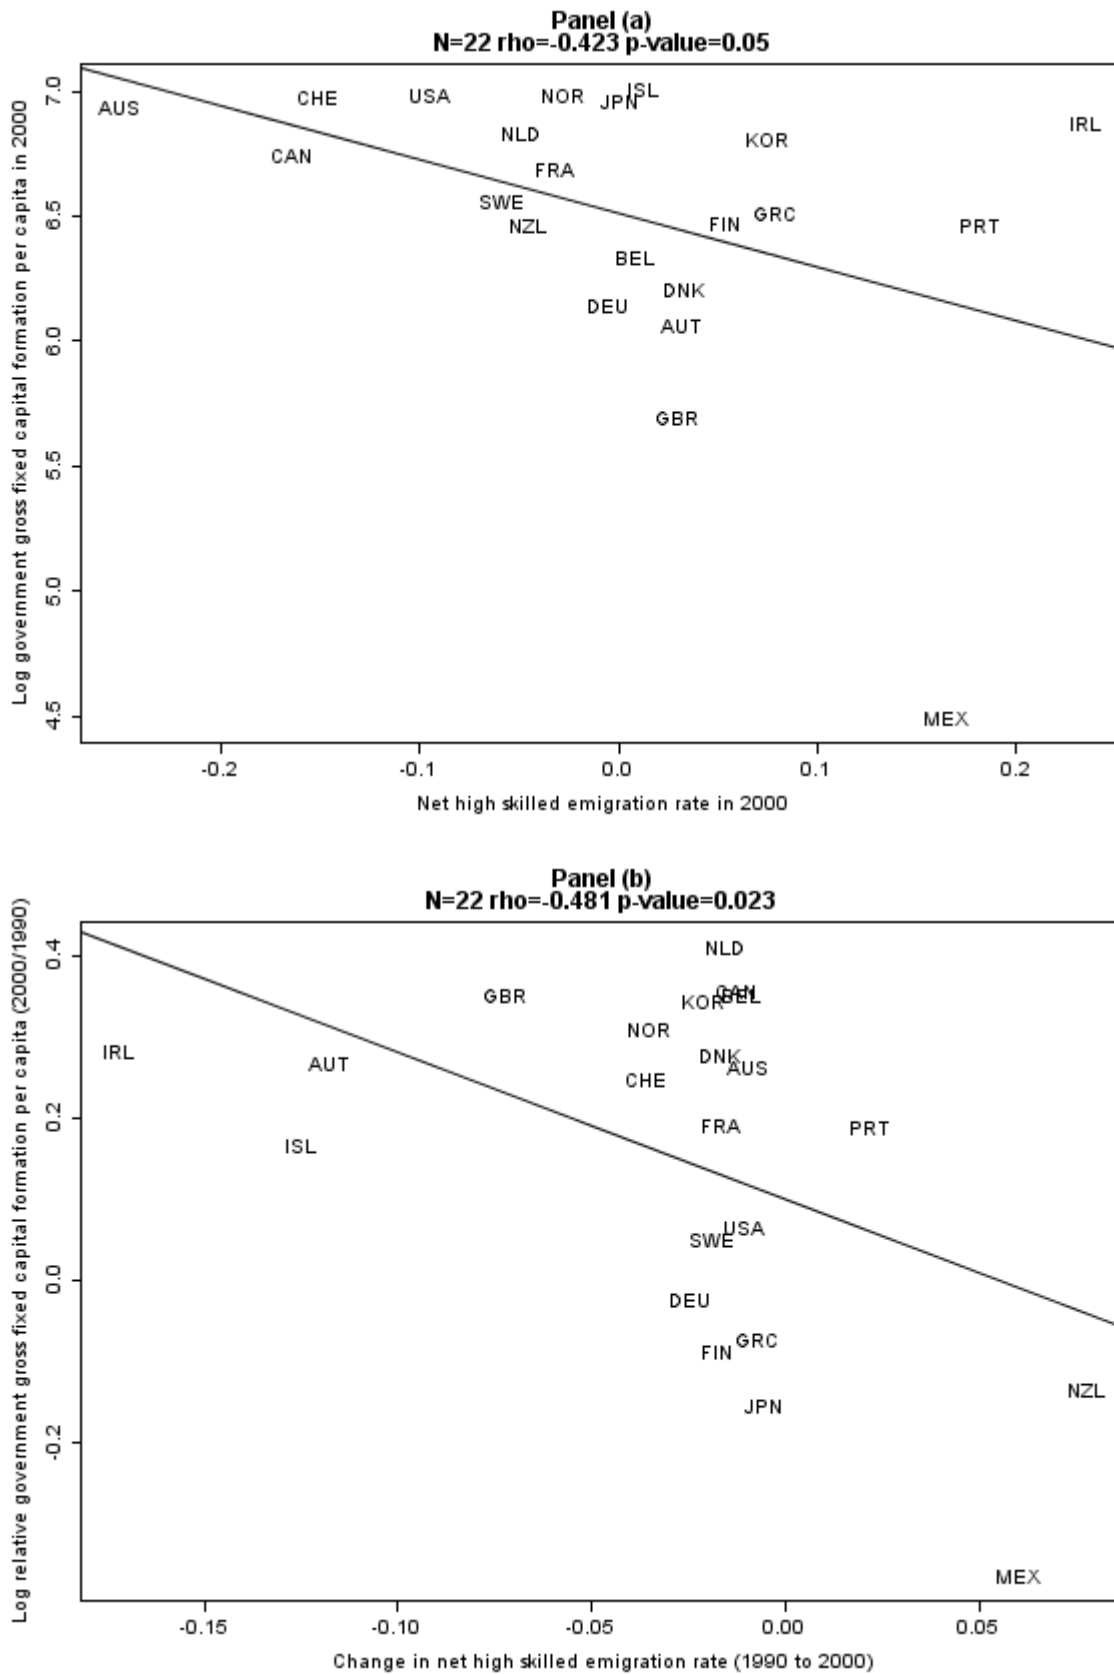 Panel (a)
N=22 rho=-0.423 p-value=0.05
Log government gross fixed capital formation per capita in 2000
7.0
6.5
6.0
5.5
5.0
4.5
AUS
CHE
USA
NOR
JPN
ISL
IRL
CAN
NLD
KOR
FRA
SWE
NZL
FIN
GRC
PRT
BEL
DNK
DEU
AUT
GBR
MEX
-0.2
-0.1
0.0
0.1
0.2
Net high skilled emigration rate in 2000
Panel (b)
N=22 rho=-0.481 p-value=0.023
Log relative government gross fixed capital formation per capita (2000/1990)
0.4
0.2
0.0
-0.2
NLD
GBR
CAN
BEL
KOR
NOR
IRL
AUT
DNK
AUS
CHE
ISL
FRA
PRT
USA
SWE
DEU
GRC
FIN
NZL
JPN
MEX
-0.15
-0.10
-0.05
0.00
0.05
Change in net high skilled emigration rate (1990 to 2000)